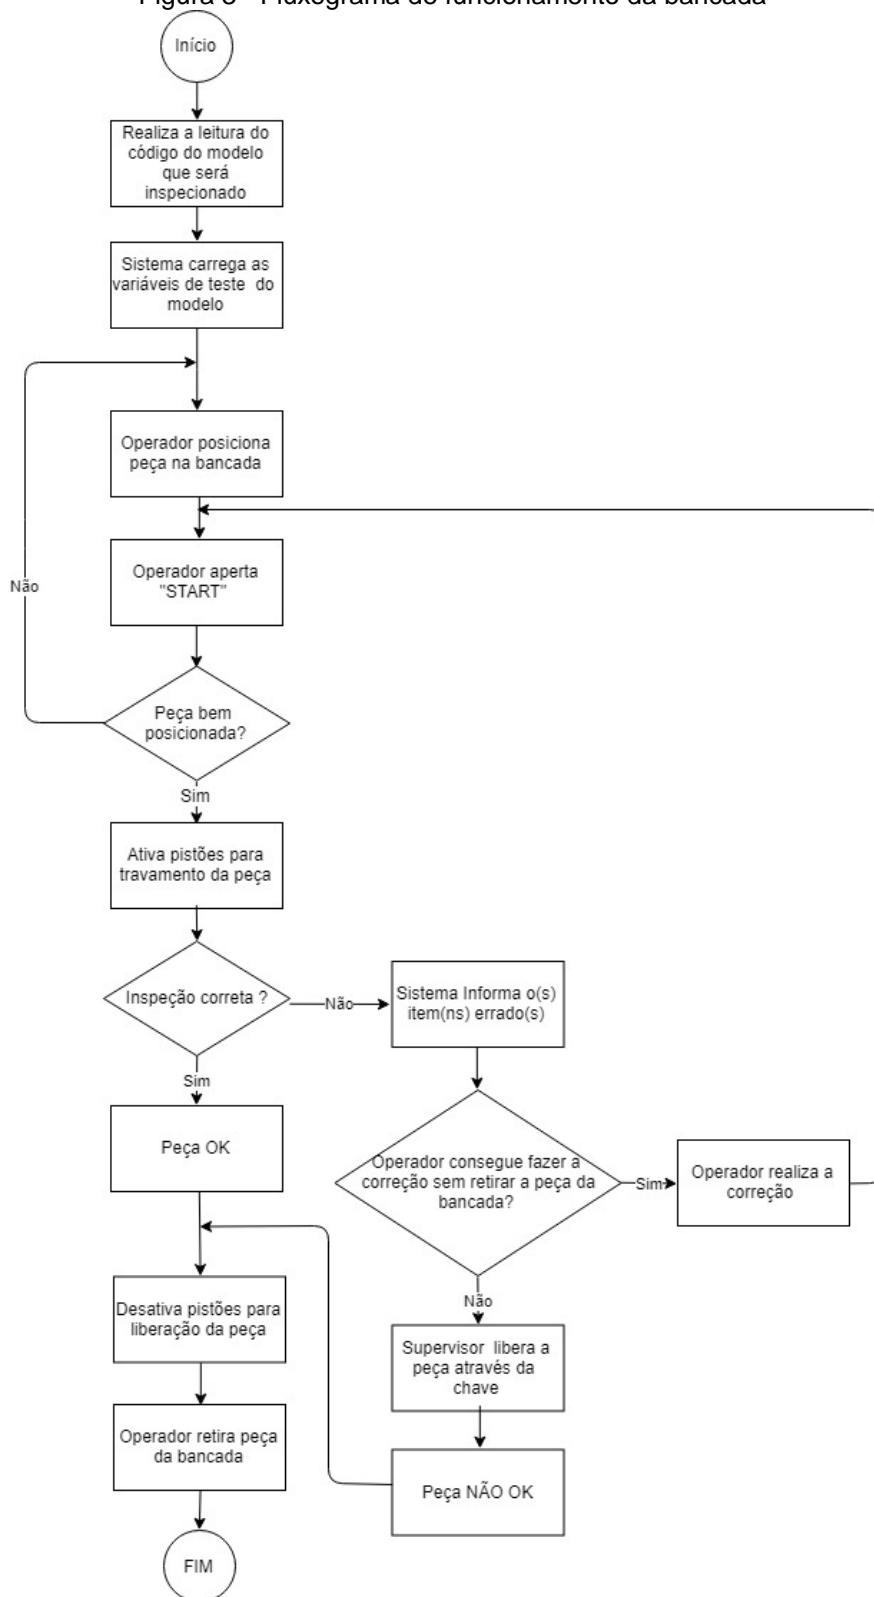 Figura 8 - Fluxograma de funcionamento da bancada
Início
Realiza a leitura do
código do modelo
que será
inspecionado
Sistema carrega as
variáveis de teste do
modelo
Operador posiciona
peça na bancada
Operador aperta
"START"
Não
Peça bem
posicionada?
Sim
Ativa pistões para
travamento da peça
Inspeção correta ?
Não
Sistema Informa o(s)
item(ns) errado(s)
Sim
Peça OK
Operador consegue fazer a
correção sem retirar a peça da
bancada?
Sim
Operador realiza a
correção
Não
Supervisor libera a
peça através da
chave
Peça NÃO OK
Desativa pistões para
liberação da peça
Operador retira peça
da bancada
FIM